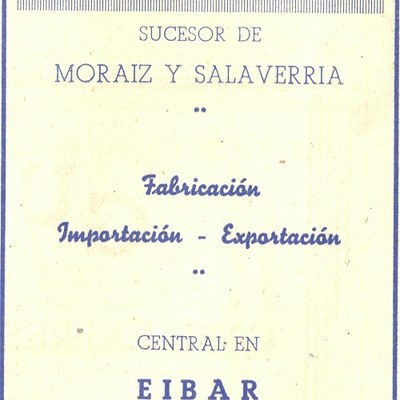 SUCESOR DE
MORAIZ Y SALAVERRIA
Fabricación
Importación - Exportación
CENTRAL EN
EIBAR